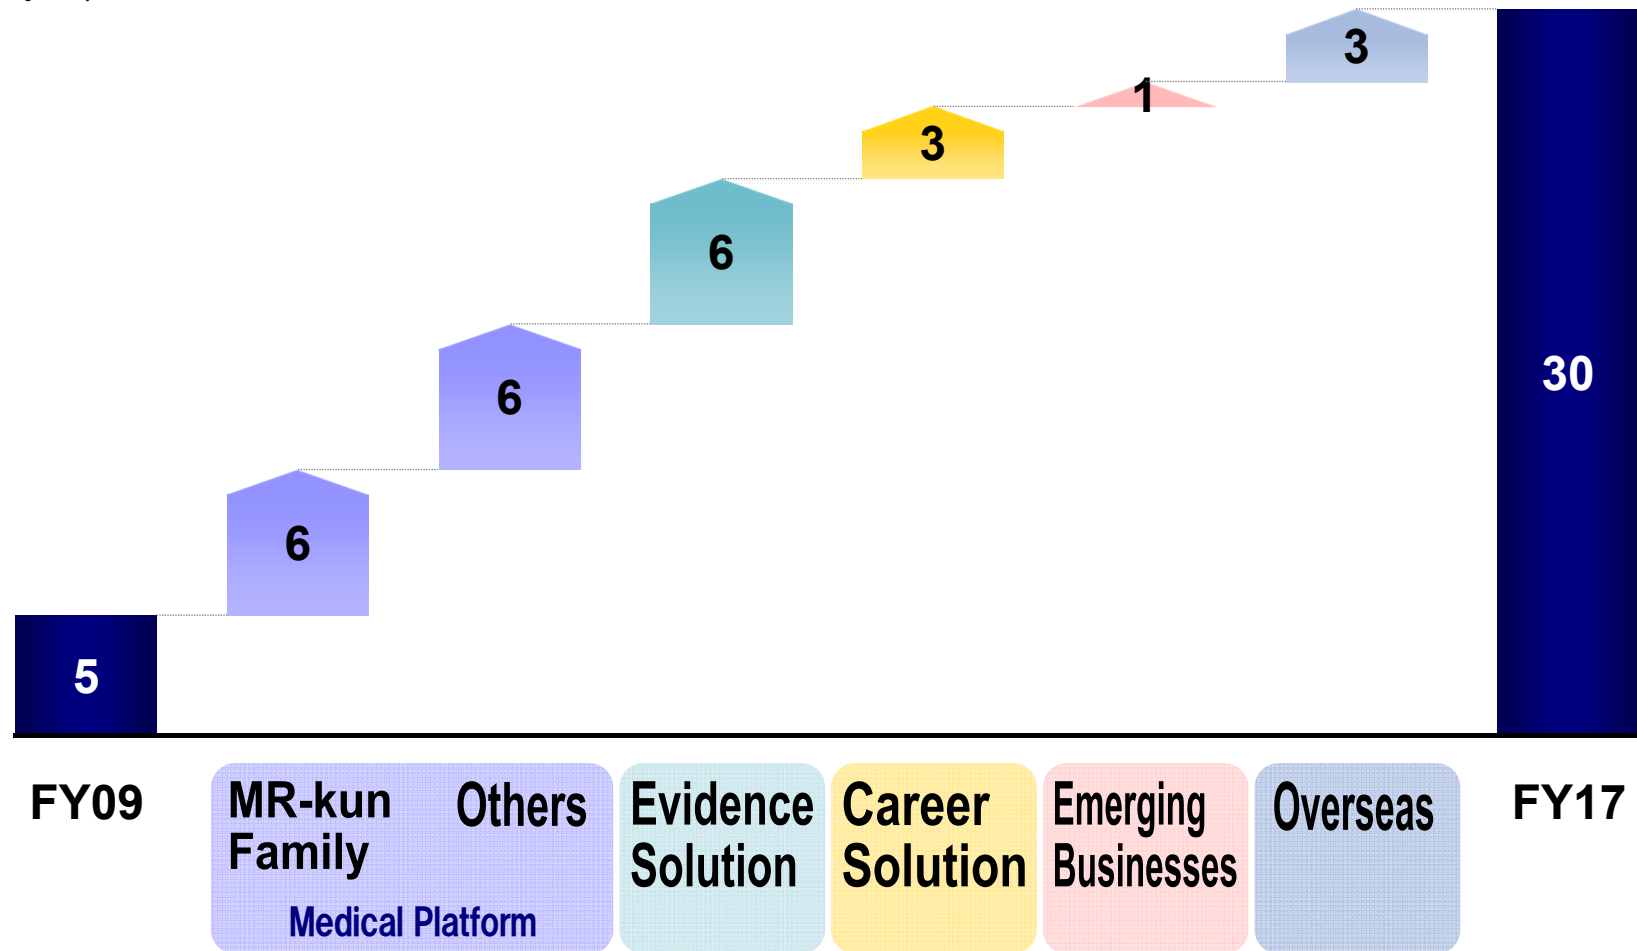 3
1
3
6
6
6
5
30
FY09
MR-kun
Family
Others
Medical Platform
Evidence
Solution
Career
Solution
Emerging
Businesses
Overseas
FY17